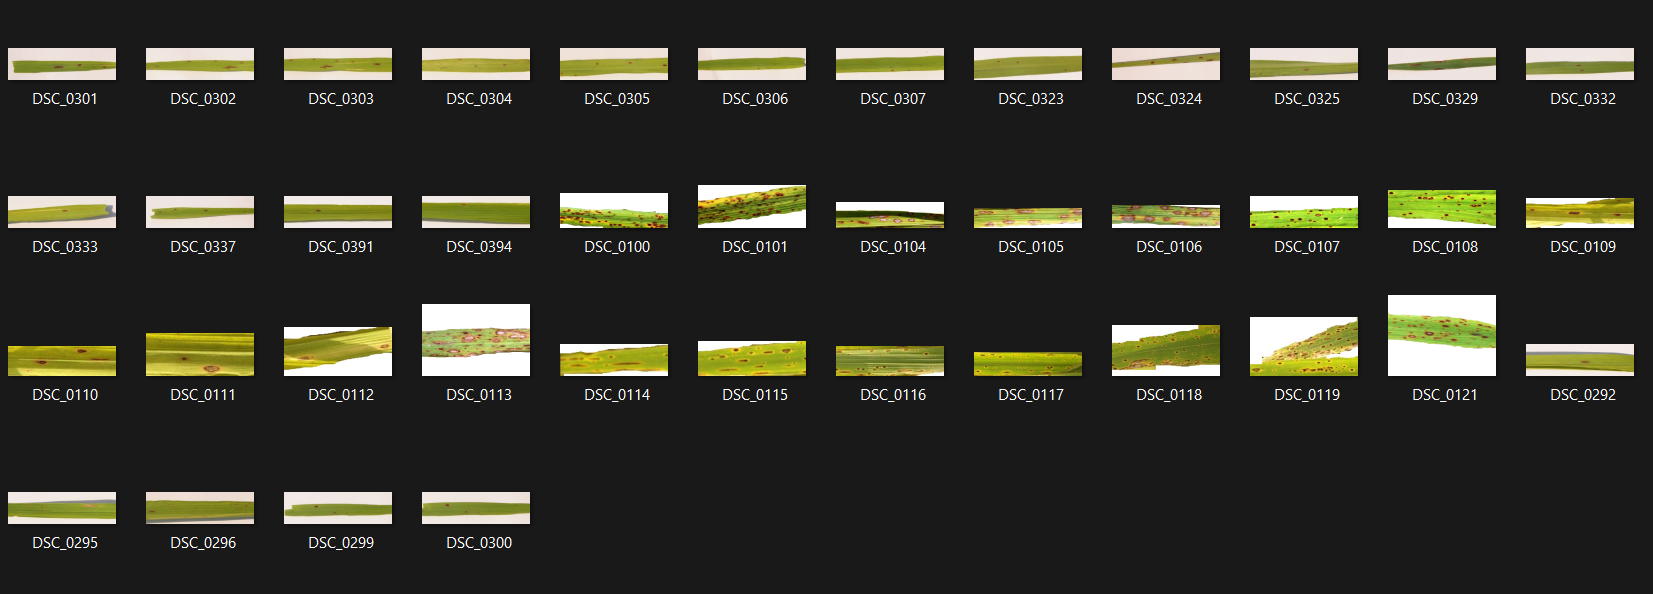 DSC_0301 DSC_0302 DSC_0303 DSC_0304 DSC_0305 DSC_0306 DSC_0307 DSC_0323 DSC_0324 DSC_0325 DSC_0329 DSC_0332
DSC_0333 DSC_0337 DSC_0391 DSC_0394 DSC_0100 DSC_0101 DSC_0104 DSC_0105 DSC_0106 DSC_0107 DSC_0108 DSC_0109
DSC_0110 DSC_0111 DSC_0112 DSC_0113 DSC_0114 DSC_0115 DSC_0116 DSC_0117 DSC_0118 DSC_0119 DSC_0121 DSC_0292
DSC_0295 DSC_0296 DSC_0299 DSC_0300